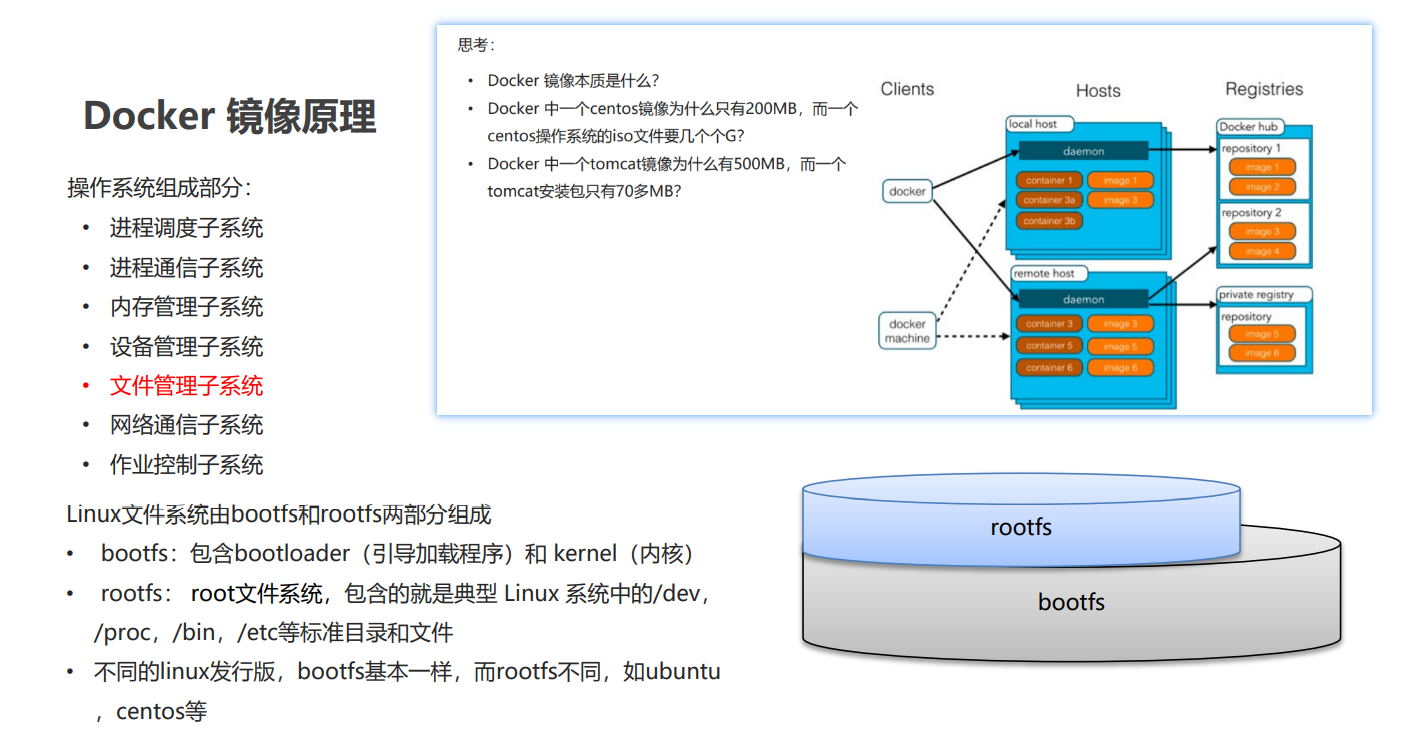 Docker 镜像原理
操作系统组成部分：
• 进程调度子系统
• 进程通信子系统
• 内存管理子系统
• 设备管理子系统
• 文件管理子系统
• 网络通信子系统
• 作业控制子系统
Linux文件系统由bootfs和rootfs两部分组成
• bootfs：包含bootloader（引导加载程序）和 kernel（内核）
• rootfs： root文件系统，包含的就是典型 Linux 系统中的/dev，
/proc，/bin，/etc等标准目录和文件
• 不同的linux发行版，bootfs基本一样，而rootfs不同，如ubuntu
，centos等
思考：
• Docker 镜像本质是什么？
• Docker 中一个centos镜像为什么只有200MB，而一个
centos操作系统的iso文件要几个个G？
• Docker 中一个tomcat镜像为什么有500MB，而一个
tomcat安装包只有70多MB？
Clients
docker
docker
machine
Hosts
local host
daemon
container 1
image 1
container 3a
image 3
container 3b
remote host
daemon
container 3
image 3
container 5
image 5
container 6
image 6
Registries
Docker hub
repository 1
image 1
image 2
repository 2
image 3
image 4
private registry
repository
image 5
image 6
rootfs
bootfs